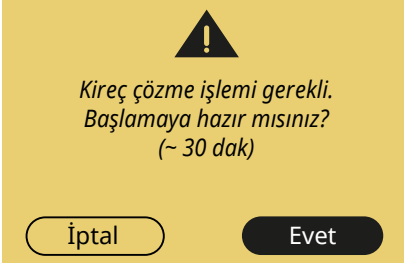 Kireç çözme işlemi gerekli.
Başlamaya hazır mısınız?
(~ 30 dak)
İptal
Evet